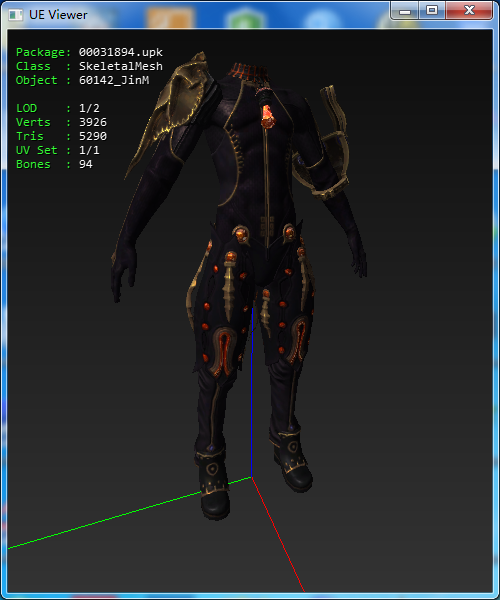 UE Viewer
Package: 00031894.upk
Class  : SkeletalMesh
Object : 60142_JinM
LOD    : 1/2
Verts  : 3926
Tris   : 5290
UV Set : 1/1
Bones  : 94